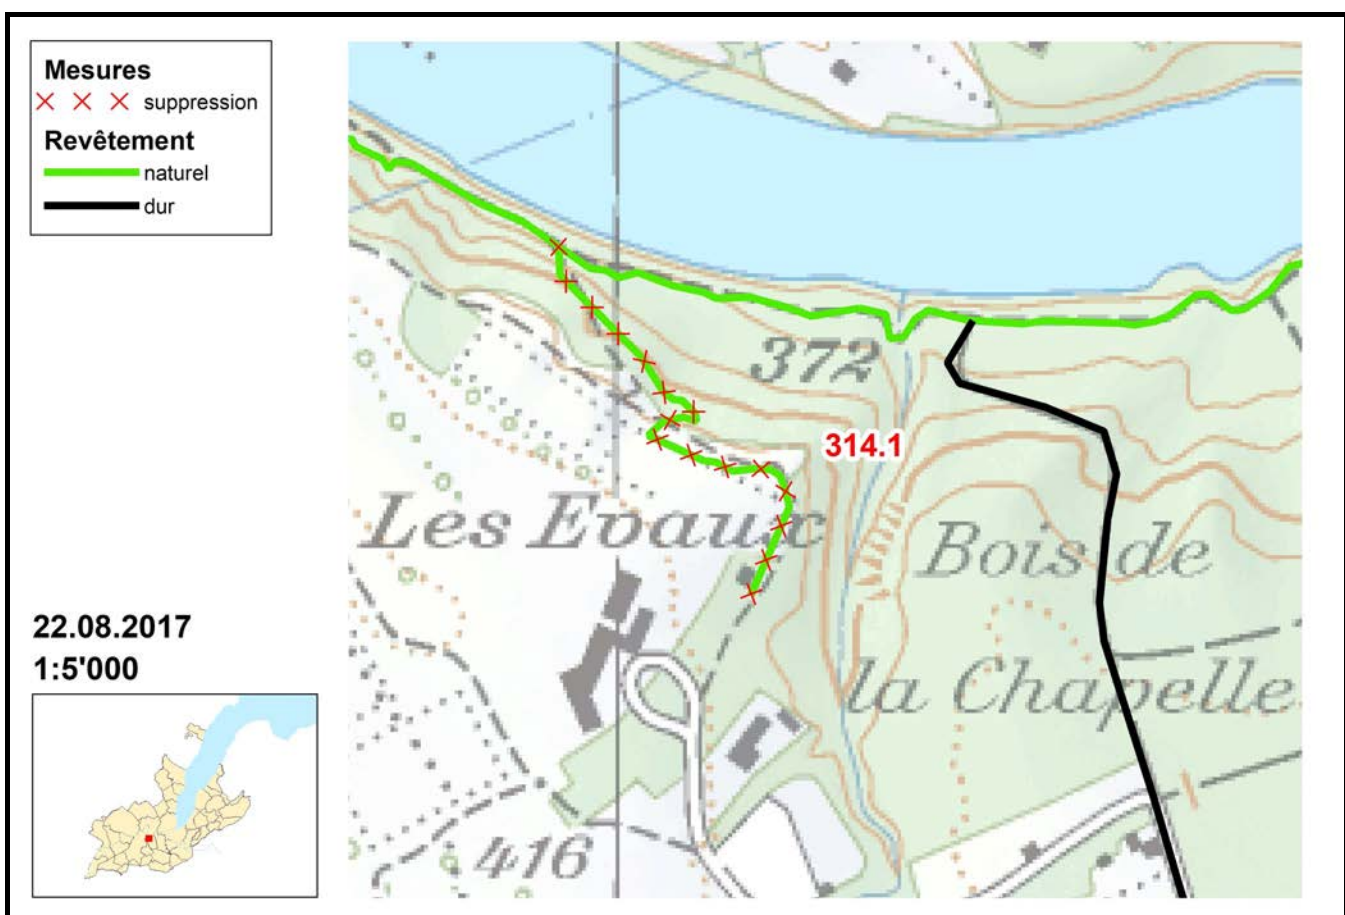 Mesures
suppression
Revêtement
naturel
dur
372
314.1
Les Evaux
Bois de
la Chapelle
416
22.08.2017
1:5'000